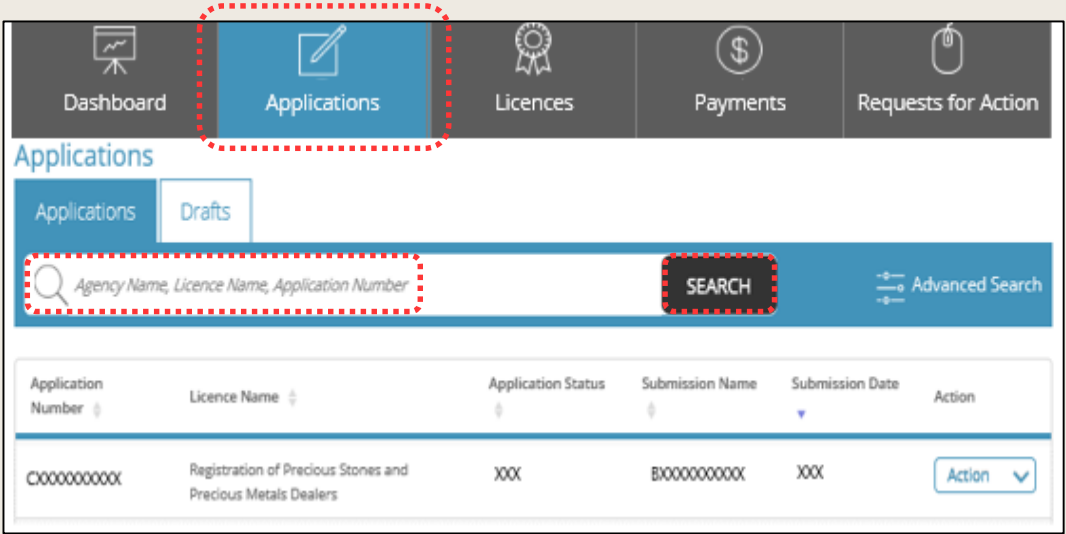 Dashboard
Applications
Licences
Payments
Requests for Action
Applications
Applications
Drafts
Agency Name, Licence Name, Application Number
SEARCH
Advanced Search
Application Number
Licence Name
Application Status
Submission Name
Submission Date
Action
CXXXXXXXXXX
Registration of Precious Stones and
Precious Metals Dealers
XXX
BXXXXXXXXXX
XXX
Action